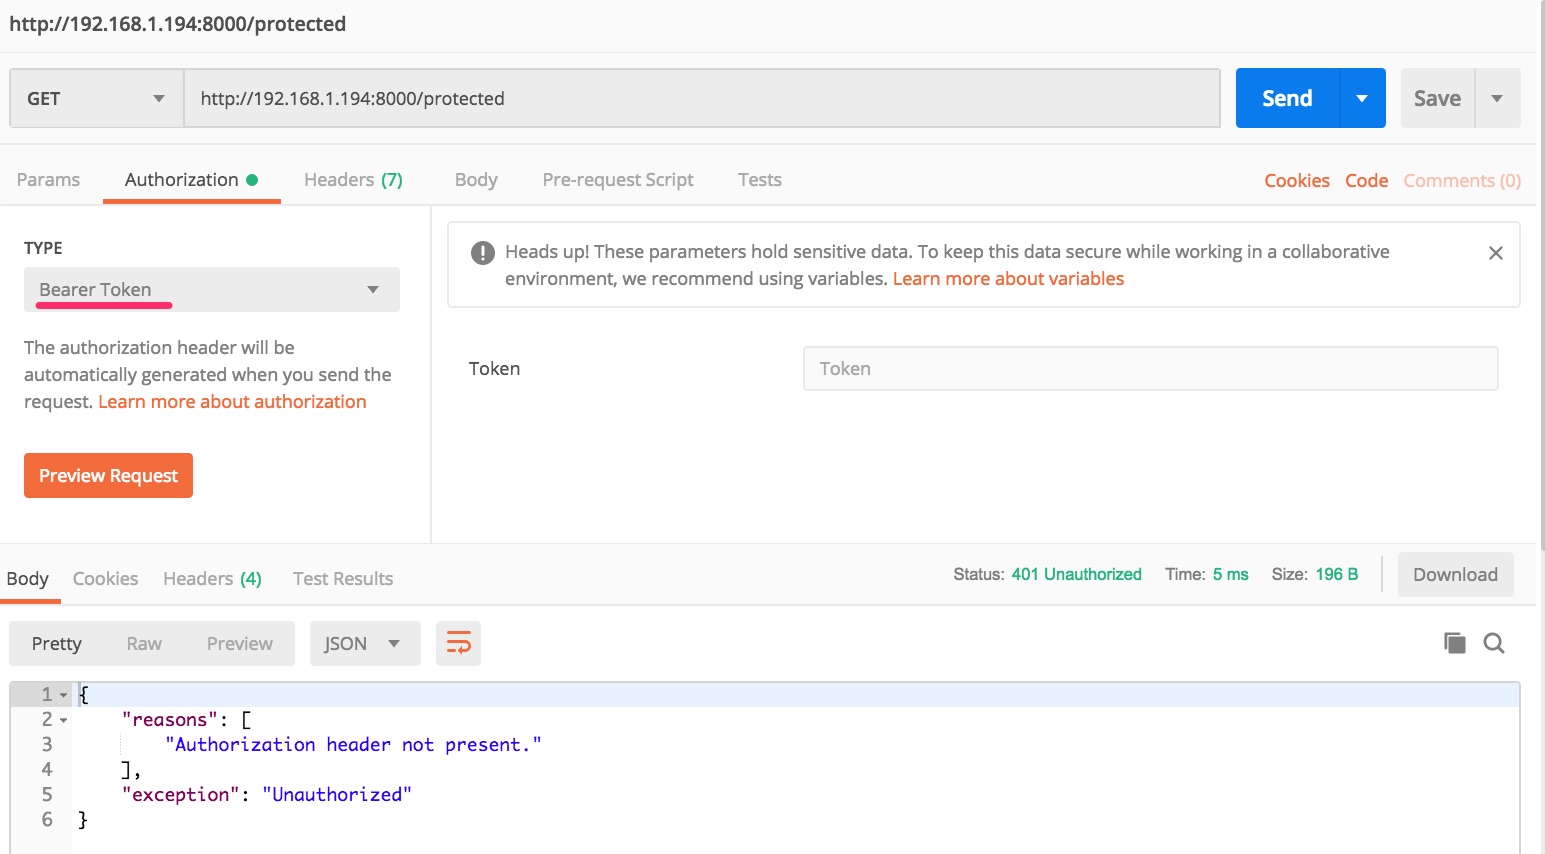 http://192.168.1.194:8000/protected
GET http://192.168.1.194:8000/protected Send Save
Params Authorization Headers (7) Body Pre-request Script Tests Cookies Code Comments (0)
TYPE
Bearer Token
The authorization header will be
automatically generated when you send the
request. Learn more about authorization
Preview Request
Heads up! These parameters hold sensitive data. To keep this data secure while working in a collaborative
environment, we recommend using variables. Learn more about variables
Token Token
Body Cookies Headers (4) Test Results Status: 401 Unauthorized Time: 5 ms Size: 196 B Download
Pretty Raw Preview JSON
1 {
2 "reasons": [
3 "Authorization header not present."
4 ],
5 "exception": "Unauthorized"
6 }